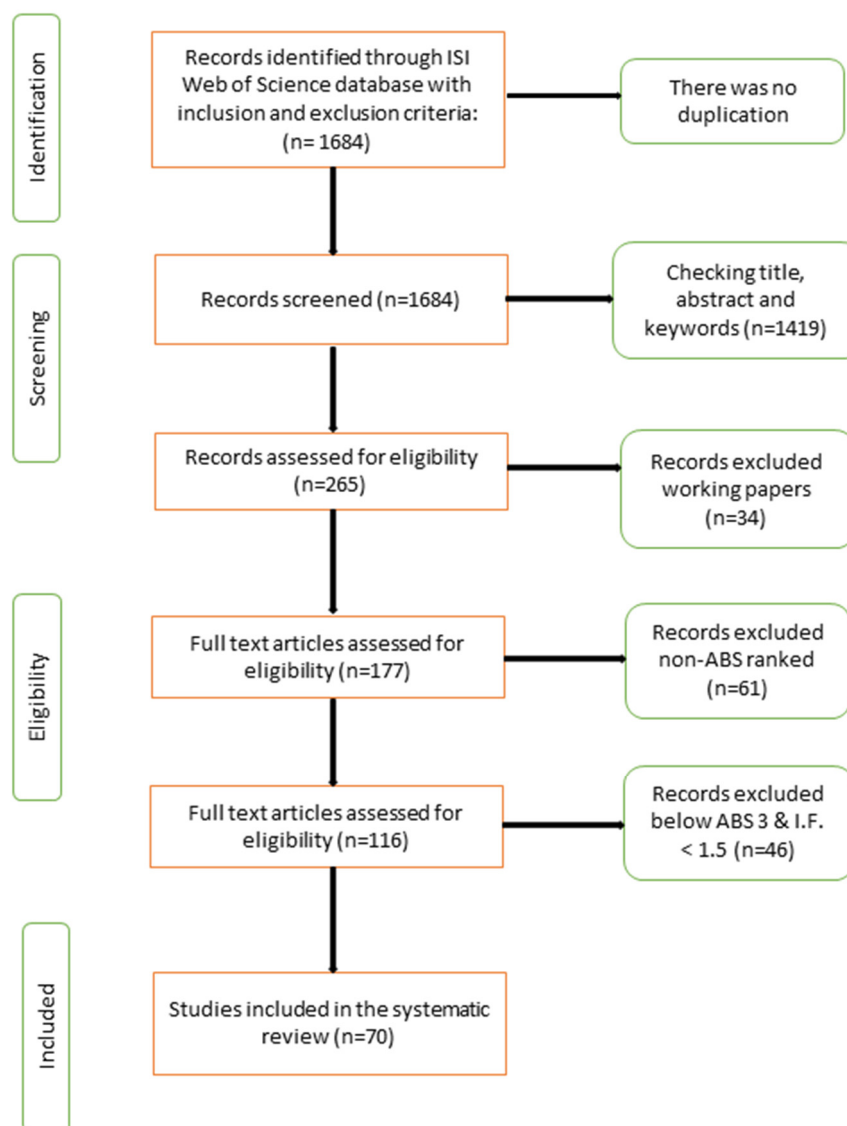 Identification
Records identified through ISI
Web of Science database with
inclusion and exclusion criteria:
(n= 1684)
There was no
duplication
Screening
Records screened (n=1684)
Checking title,
abstract and
keywords (n=1419)
Records assessed for eligibility
(n=265)
Records excluded
working papers
(n=34)
Eligibility
Full text articles assessed for
eligibility (n=177)
Records excluded
non-ABS ranked
(n=61)
Full text articles assessed for
eligibility (n=116)
Records excluded
below ABS 3 & I.F.
< 1.5 (n=46)
Included
Studies included in the systematic
review (n=70)